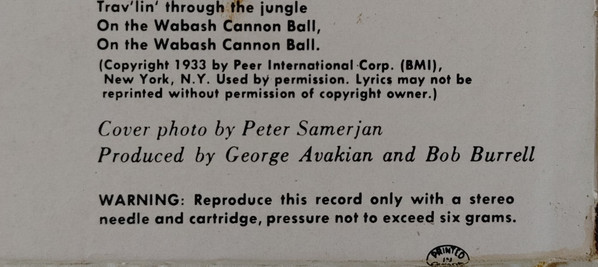 Trav'lin' through the jungle
On the Wabash Cannon Ball,
On the Wabash Cannon Ball.
(Copyright 1933 by Peer International Corp. (BMI),
New York, N.Y. Used by permission. Lyrics may not be
reprinted without permission of copyright owner.)
Cover photo by Peter Samerjan
Produced by George Avakian and Bob Burrell
WARNING: Reproduce this record only with a stereo
needle and cartridge, pressure not to exceed six grams.
PRINTED
IN